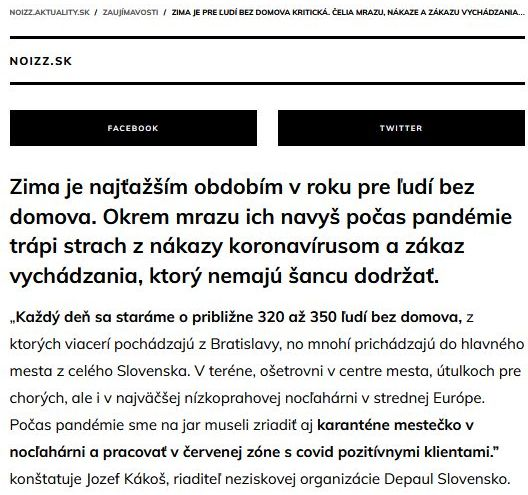 NOIZZ.AKTUALITY.SK / ZAUJÍMAVOSTI / ZIMA JE PRE ĽUDÍ BEZ DOMOVA KRITICKÁ. ČELIA MRAZU, NÁKAZE A ZÁKAZU VYCHÁDZANIA...
NOIZZ.SK
FACEBOOK TWITTER
Zima je najťažším obdobím v roku pre ľudí bez
domova. Okrem mrazu ich navyš počas pandémie
trápi strach z nákazy koronavírusom a zákaz
vychádzania, ktorý nemajú šancu dodržať.
„Každý deň sa staráme o približne 320 až 350 ľudí bez domova, z
ktorých viacerí pochádzajú z Bratislavy, no mnohí prichádzajú do hlavného
mesta z celého Slovenska. V teréne, ošetrovni v centre mesta, útulkoch pre
chorých, ale i v najväčšej nízkoprahovej nocľahárni v strednej Európe.
Počas pandémie sme na jar museli zriadiť aj karanténe mestečko v
nocľahárni a pracovať v červenej zóne s covid pozitívnymi klientami.”
konštatuje Jozef Kákoš, riaditeľ neziskovej organizácie Depaul Slovensko.